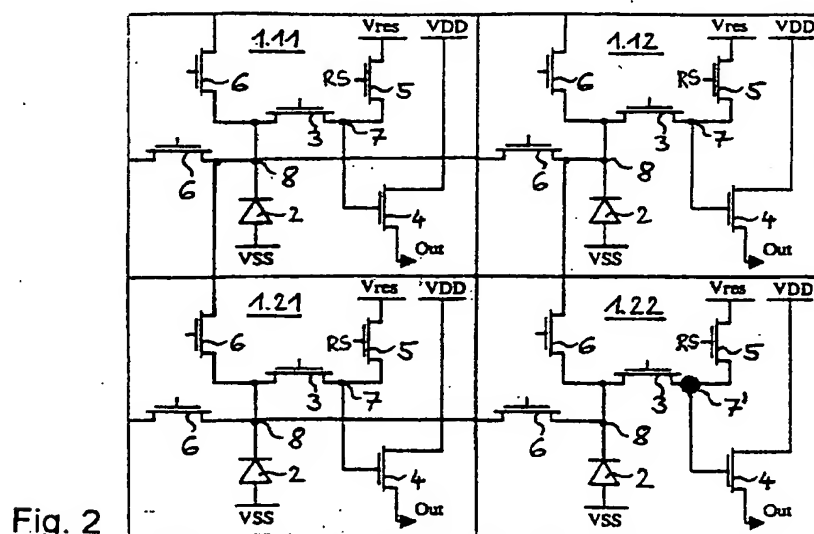 1.11 Vres VDD 1.12 Vres VDD
6 RS 5 6 RS 5
3 7 3 7
6 8 6 8
2 4 2 4
VSS Out VSS Out
1.21 Vres VDD 1.22 Vres VDD
6 RS 5 6 RS 5
3 7 3 7'
6 8 6 8
2 4 2 4
VSS Out VSS Out
Fig. 2